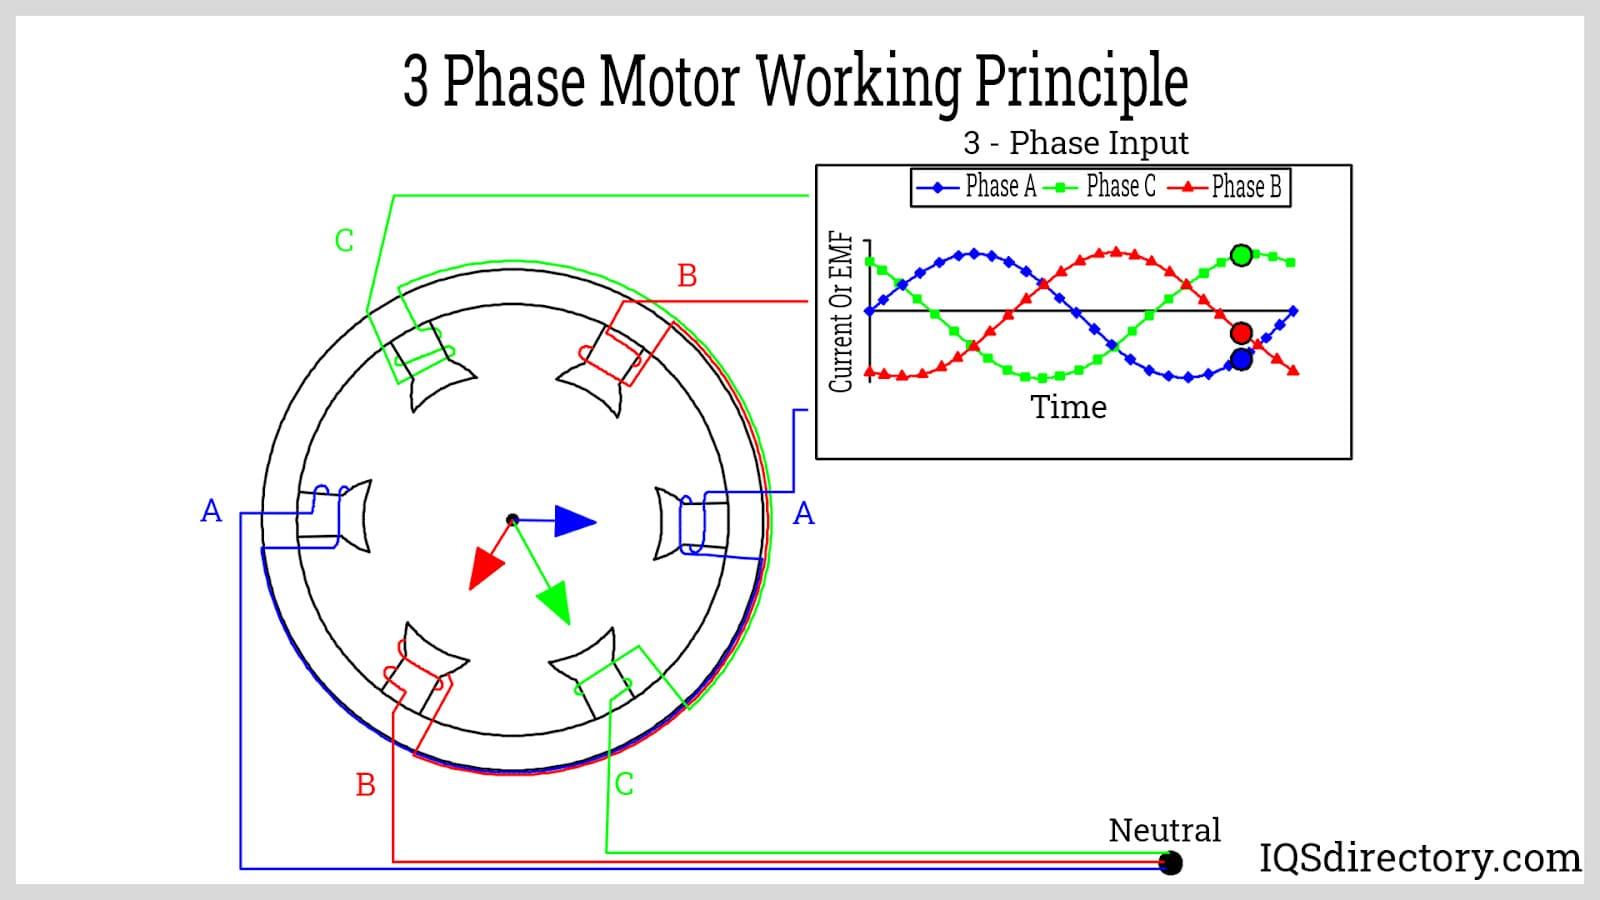 3 Phase Motor Working Principle
3 - Phase Input
Phase A Phase C Phase B
Current Or EMF
Time
C
B
A
A
B
C
Neutral
IQSdirectory.com